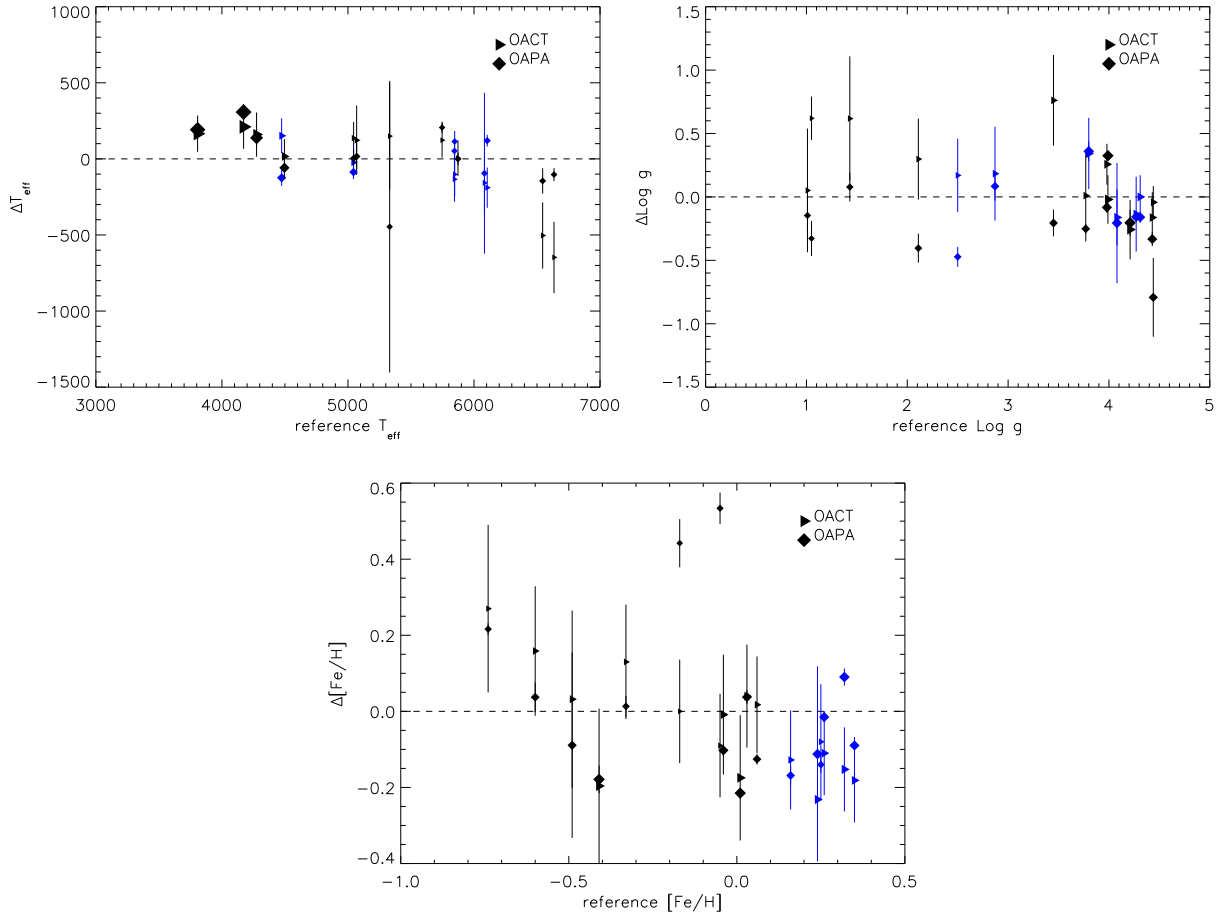 1000
500
0
−500
−1000
−1500
ΔT_eff
3000 4000 5000 6000 7000
reference T_eff
OACT
OAPA
1.5
1.0
0.5
0.0
−0.5
−1.0
−1.5
ΔLog g
0 1 2 3 4 5
reference Log g
OACT
OAPA
0.6
0.4
0.2
0.0
−0.2
−0.4
Δ[Fe/H]
−1.0 −0.5 0.0 0.5
reference [Fe/H]
OACT
OAPA